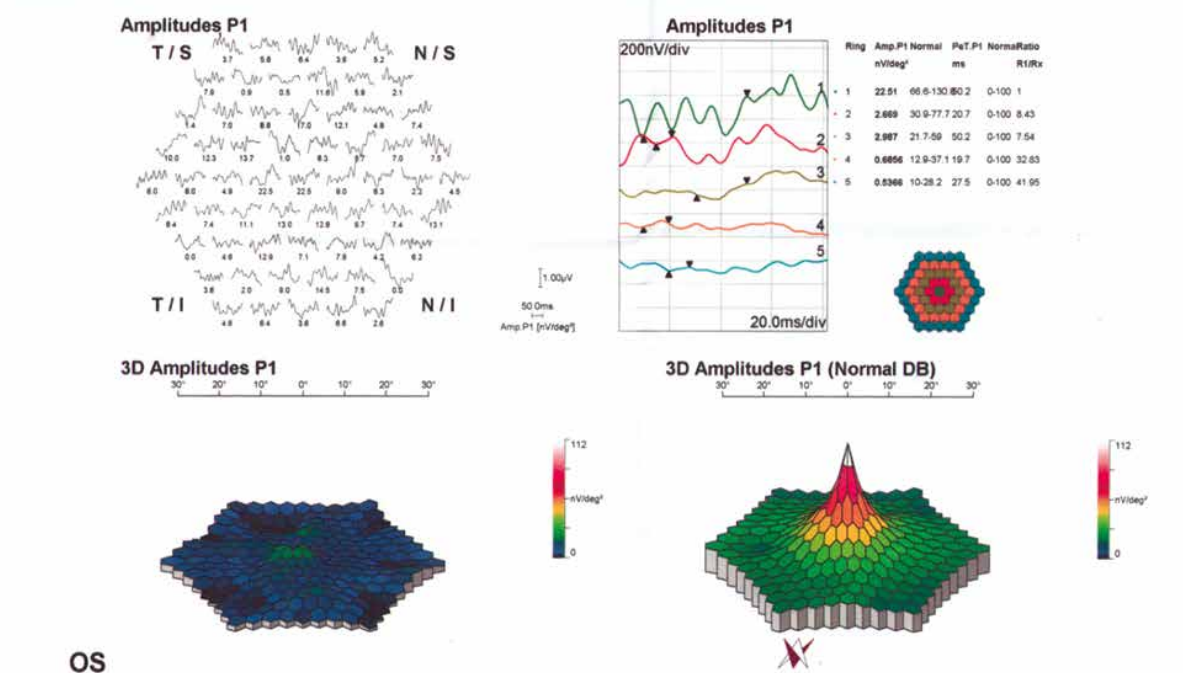 Amplitudes P1
T / S
N / S
3.7 5.8 6.4 3.8 5.2
7.9 0.9 0.5 11.6 5.9 2.1
1.4 7.0 8.8 17.0 12.1 4.8 7.4
10.0 12.3 13.7 1.0 8.3 7.0 7.5
6.0 8.0 4.9 22.5 22.5 9.0 8.3 2.2 4.5
8.4 7.4 11.1 13.0 12.8 9.7 7.4 13.1
0.0 4.6 12.9 7.1 7.8 4.2 6.2
3.8 2.0 9.0 14.5 7.5 0.0
T / I
N / I
4.8 6.4 3.8 6.6 2.6
1.00µV
50.0ms
Amp.P1 [nV/deg²]
Amplitudes P1
200nV/div
1
2
3
4
5
20.0ms/div
Ring Amp.P1 Normal PeT.P1 Normal Ratio
nV/deg² ms R1/Rx
1 22.51 66.6-130.8 50.2 0-100 1
2 2.669 30.9-77.7 20.7 0-100 8.43
3 2.987 21.7-59 50.2 0-100 7.54
4 0.6856 12.9-37.1 19.7 0-100 32.83
5 0.5366 10-28.2 27.5 0-100 41.95
3D Amplitudes P1
30° 20° 10° 0° 10° 20° 30°
112
nV/deg²
0
3D Amplitudes P1 (Normal DB)
30° 20° 10° 0° 10° 20° 30°
112
nV/deg²
0
OS